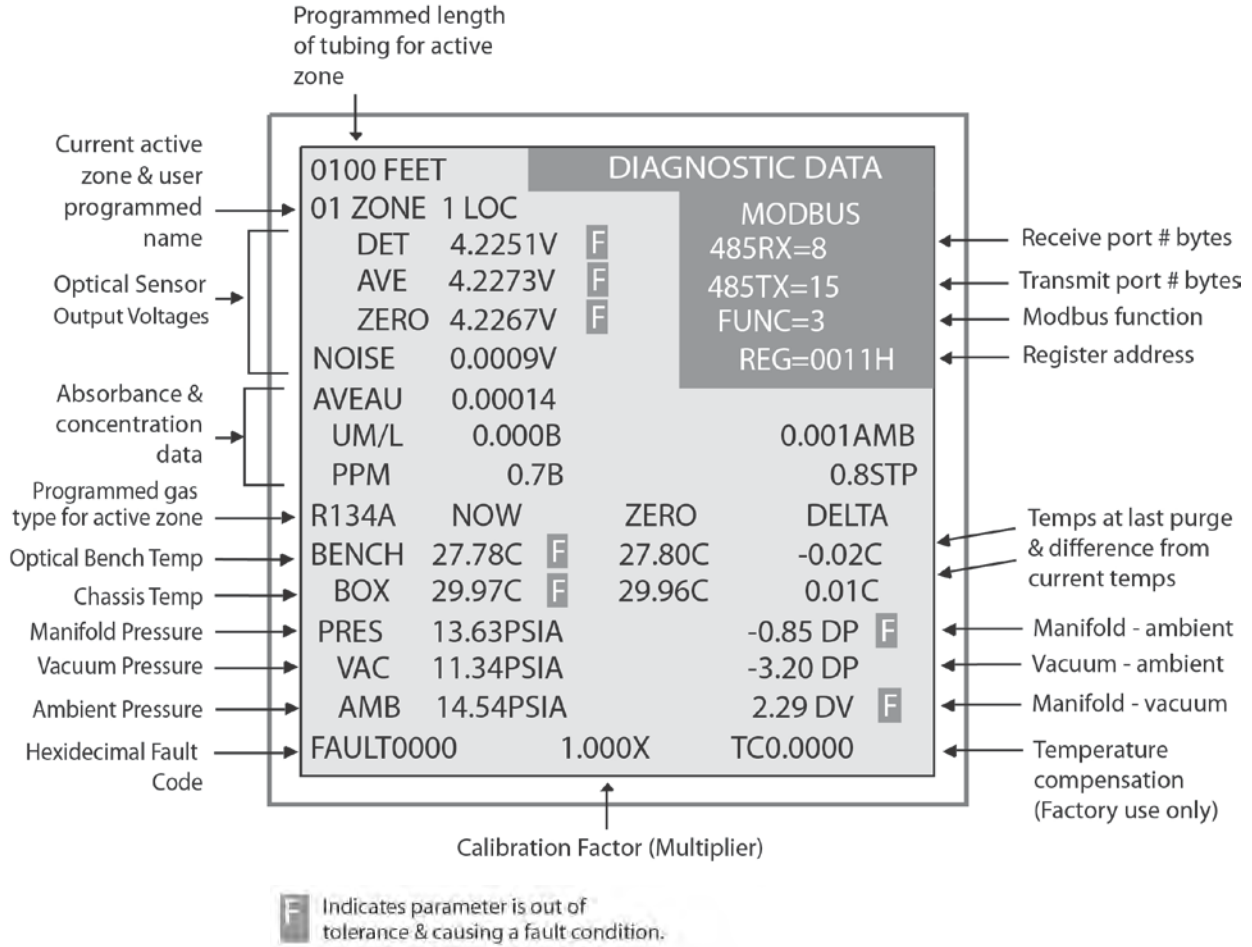 Programmed length
of tubing for active
zone
Current active
zone & user
programmed
name
Optical Sensor
Output Voltages
Absorbance &
concentration
data
Programmed gas
type for active zone
Optical Bench Temp
Chassis Temp
Manifold Pressure
Vacuum Pressure
Ambient Pressure
Hexidecimal Fault
Code
0100 FEET DIAGNOSTIC DATA
01 ZONE 1 LOC MODBUS
DET 4.2251V F 485RX=8
AVE 4.2273V F 485TX=15
ZERO 4.2267V F FUNC=3
NOISE 0.0009V REG=0011H
AVEAU 0.00014
UM/L 0.000B 0.001AMB
PPM 0.7B 0.8STP
R134A NOW ZERO DELTA
BENCH 27.78C F 27.80C -0.02C
BOX 29.97C F 29.96C 0.01C
PRES 13.63PSIA -0.85 DP F
VAC 11.34PSIA -3.20 DP
AMB 14.54PSIA 2.29 DV F
FAULT0000 1.000X TC0.0000
Receive port # bytes
Transmit port # bytes
Modbus function
Register address
Temps at last purge
& difference from
current temps
Manifold - ambient
Vacuum - ambient
Manifold - vacuum
Temperature
compensation
(Factory use only)
Calibration Factor (Multiplier)
F Indicates parameter is out of
tolerance & causing a fault condition.